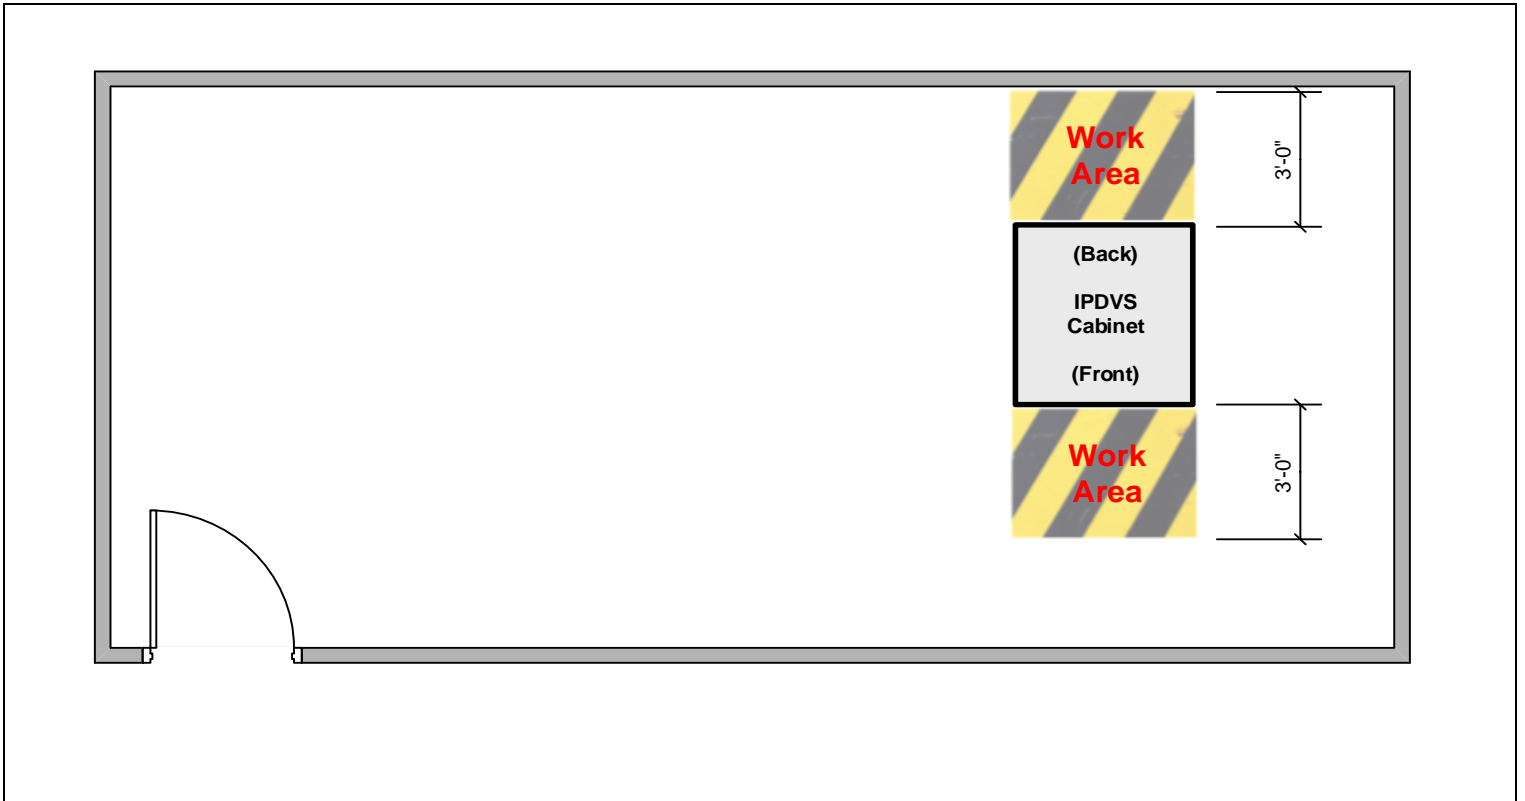 Work
Area
3'-0"
(Back)
IPDVS
Cabinet
(Front)
Work
Area
3'-0"